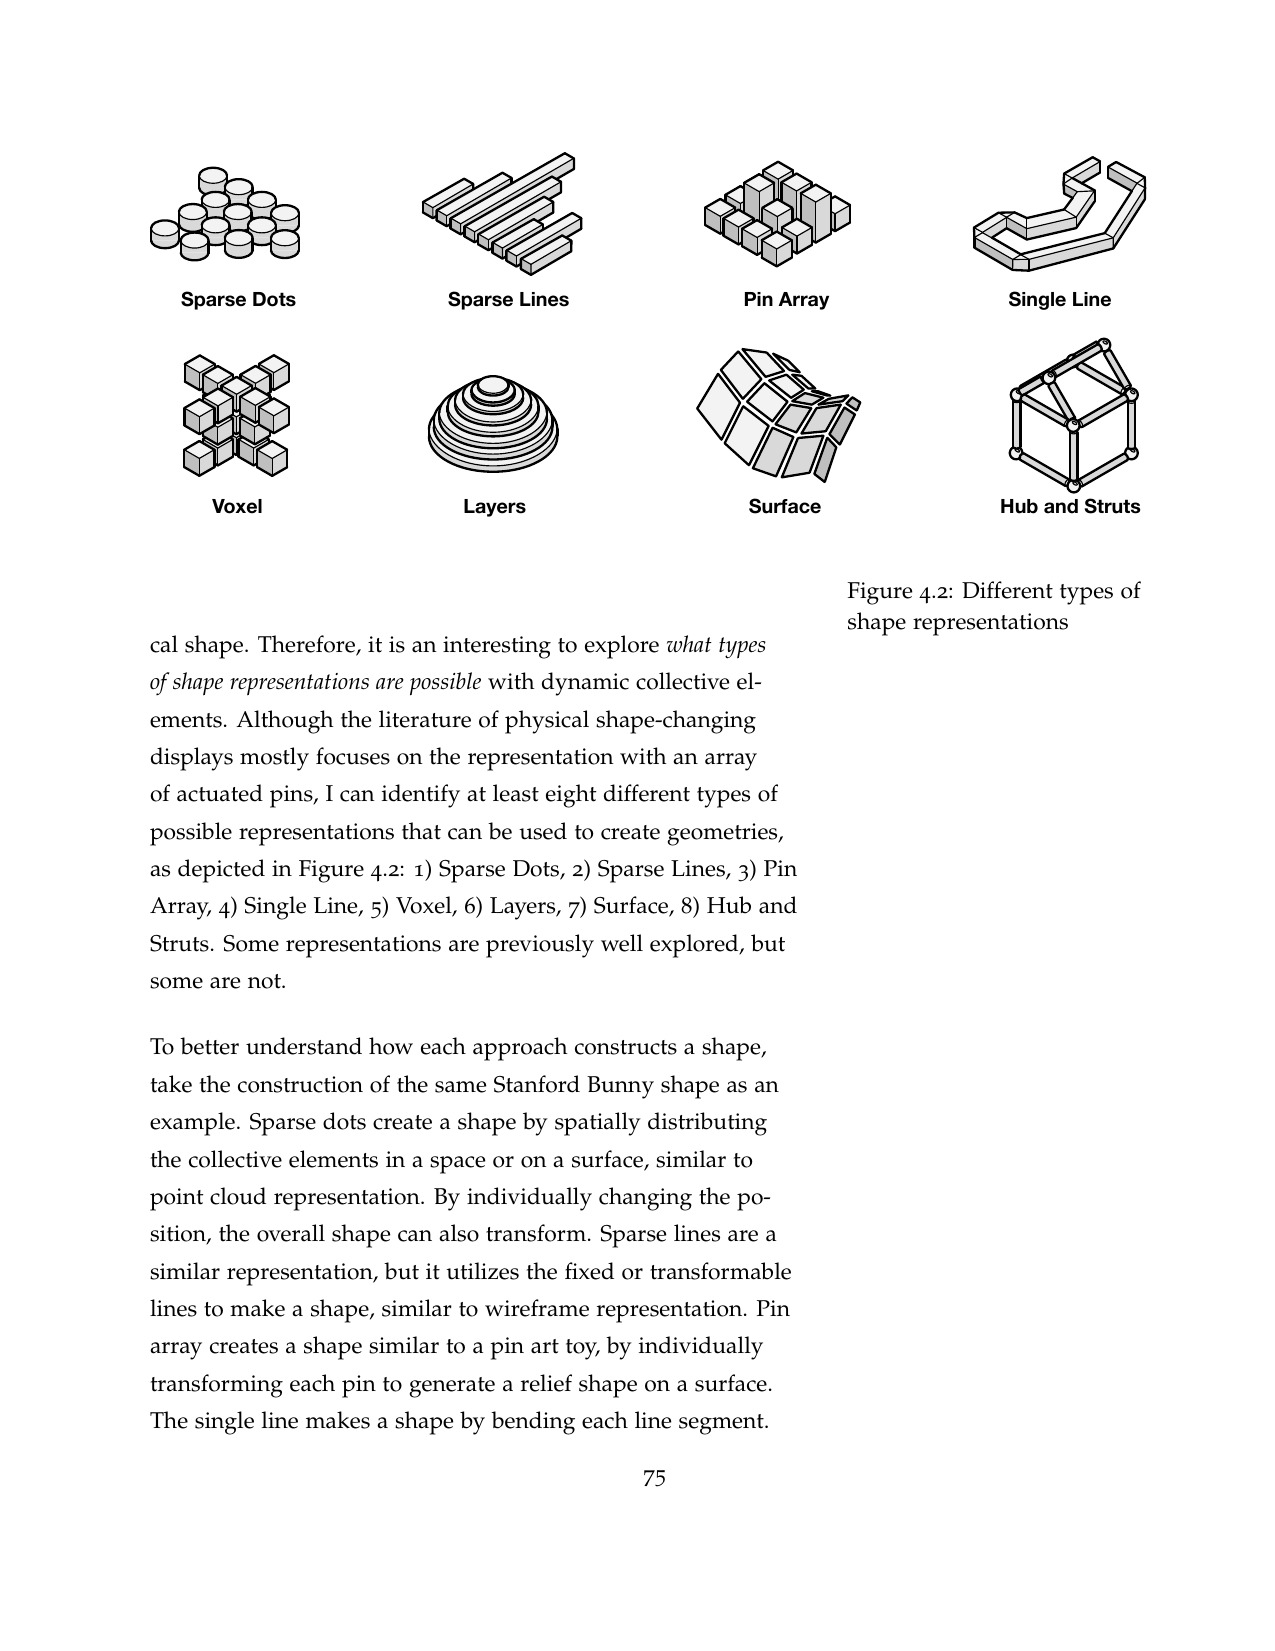 Sparse Dots
Sparse Lines
Pin Array
Single Line
Voxel
Layers
Surface
Hub and Struts
Figure 4.2: Different types of
shape representations
cal shape. Therefore, it is an interesting to explore what types
of shape representations are possible with dynamic collective el-
ements. Although the literature of physical shape-changing
displays mostly focuses on the representation with an array
of actuated pins, I can identify at least eight different types of
possible representations that can be used to create geometries,
as depicted in Figure 4.2: 1) Sparse Dots, 2) Sparse Lines, 3) Pin
Array, 4) Single Line, 5) Voxel, 6) Layers, 7) Surface, 8) Hub and
Struts. Some representations are previously well explored, but
some are not.
To better understand how each approach constructs a shape,
take the construction of the same Stanford Bunny shape as an
example. Sparse dots create a shape by spatially distributing
the collective elements in a space or on a surface, similar to
point cloud representation. By individually changing the po-
sition, the overall shape can also transform. Sparse lines are a
similar representation, but it utilizes the fixed or transformable
lines to make a shape, similar to wireframe representation. Pin
array creates a shape similar to a pin art toy, by individually
transforming each pin to generate a relief shape on a surface.
The single line makes a shape by bending each line segment.
75